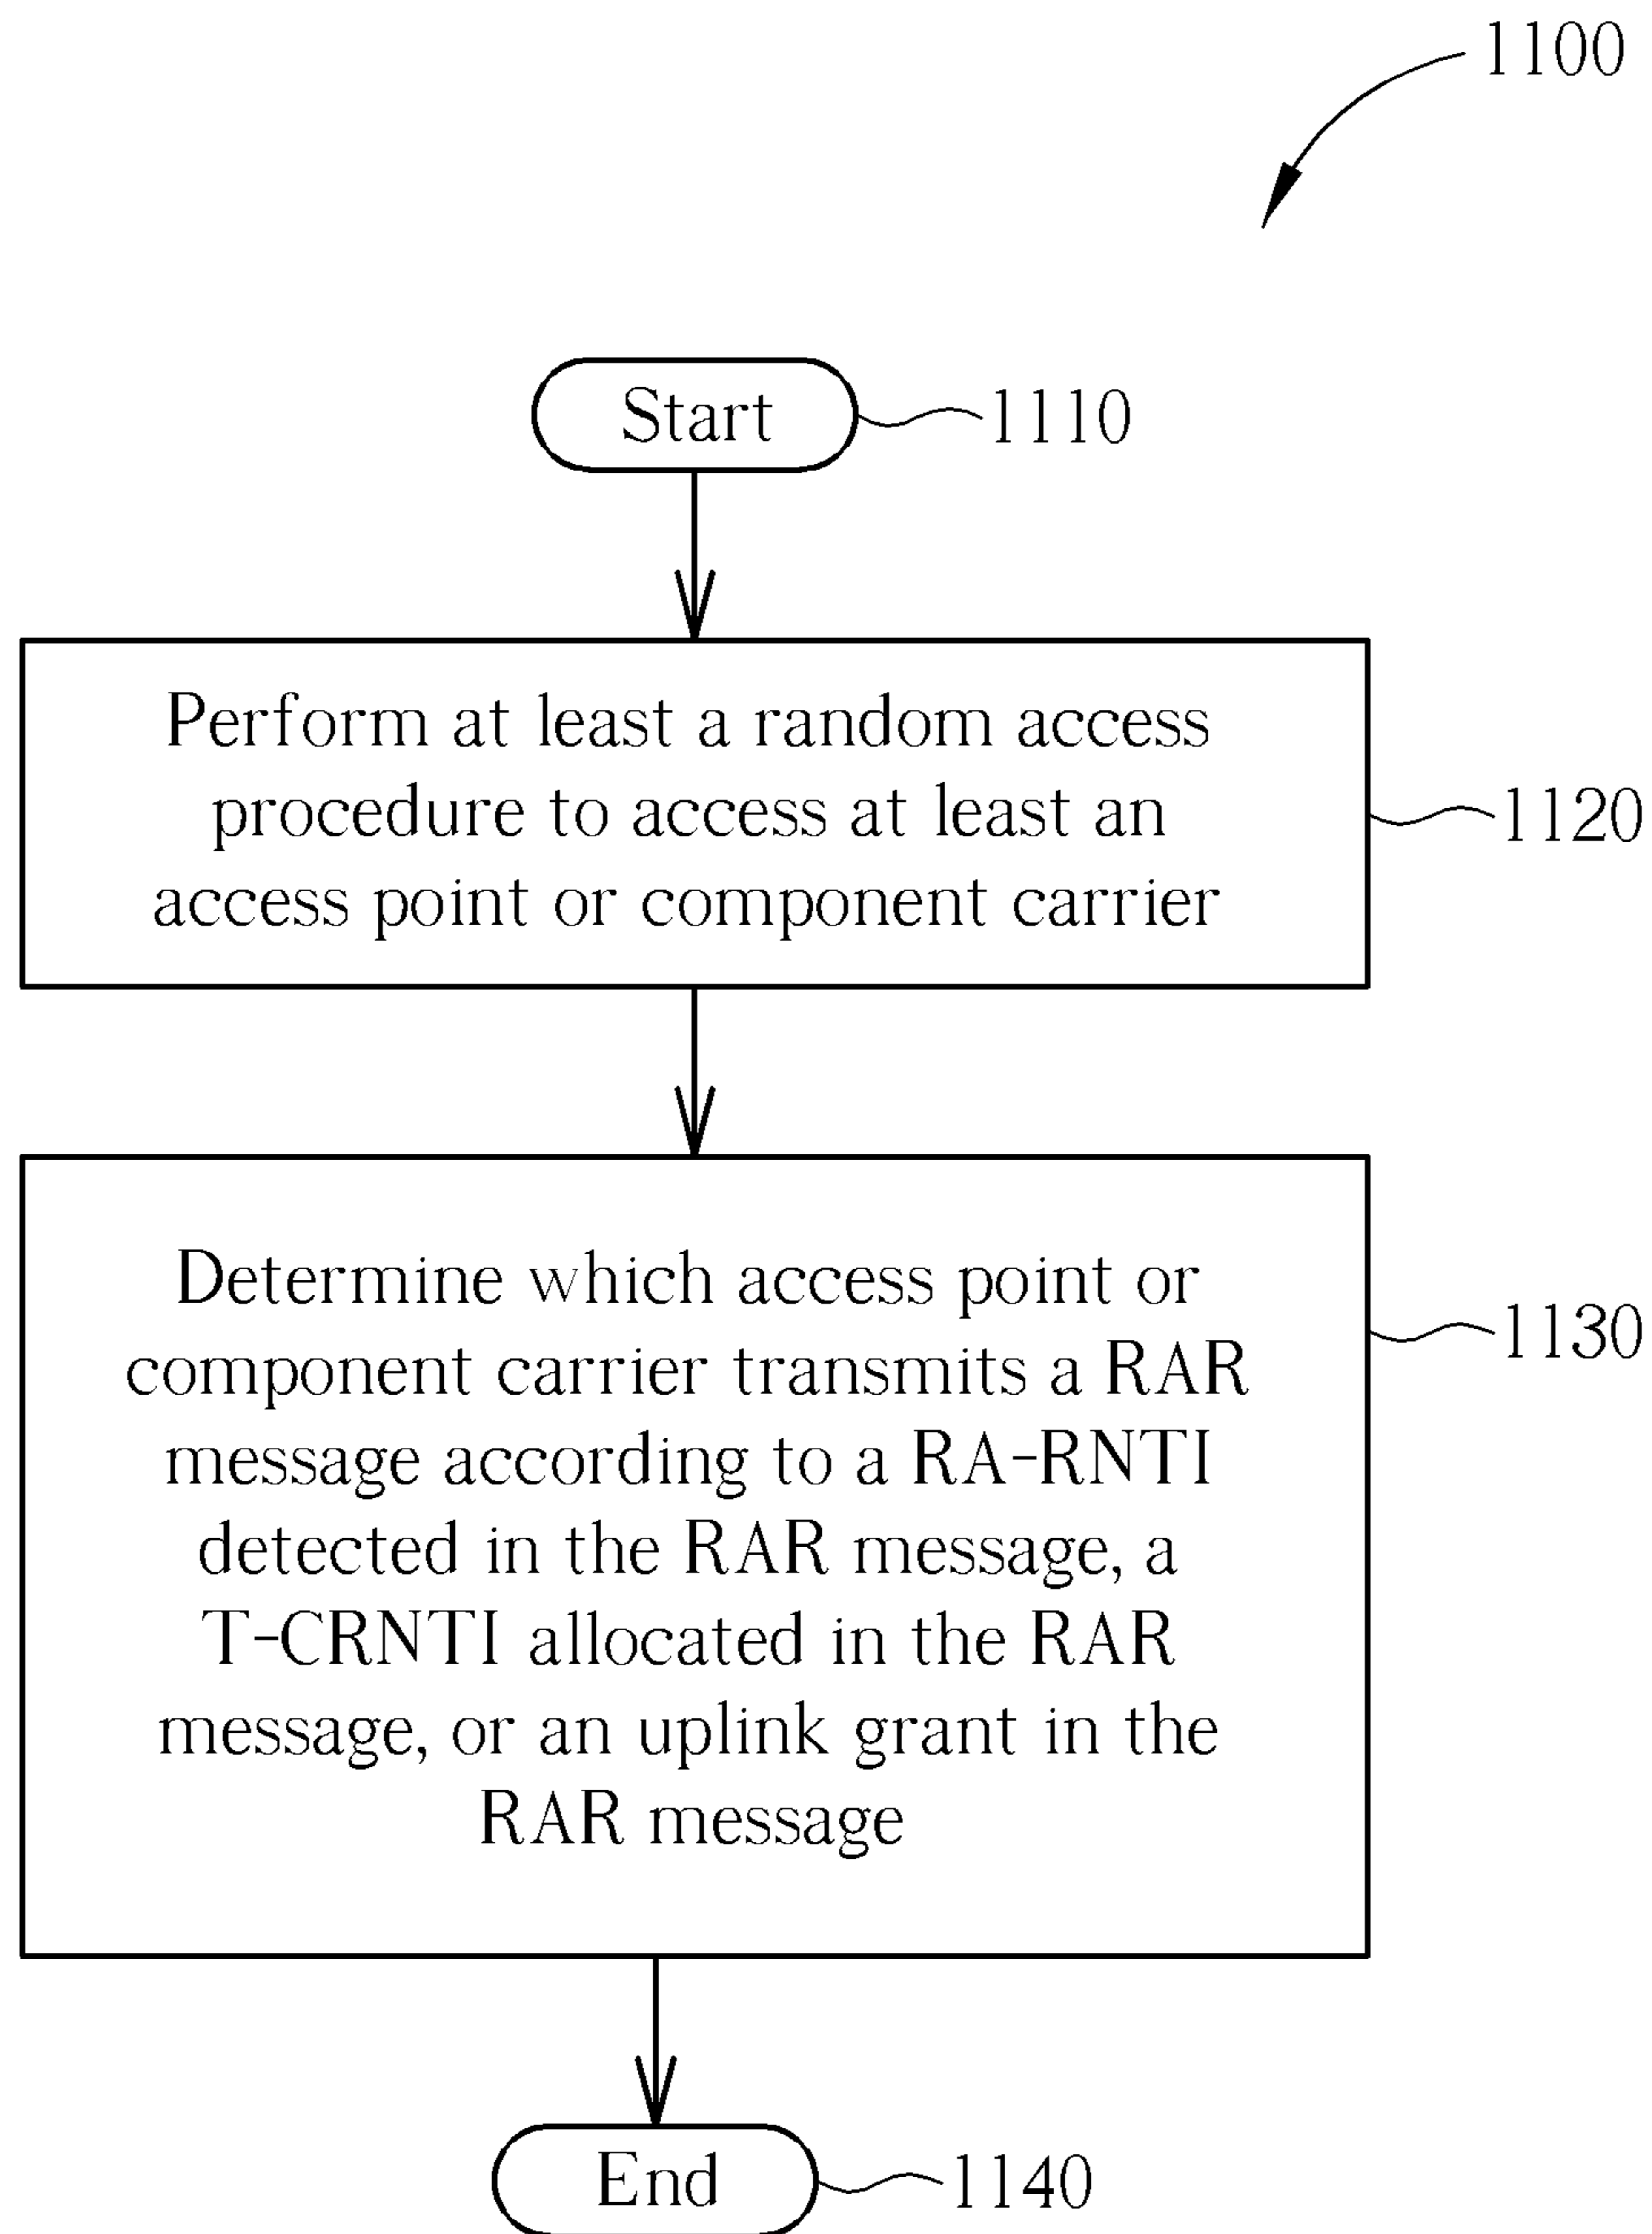 1100
Start
1110
Perform at least a random access
procedure to access at least an
access point or component carrier
1120
Determine which access point or
component carrier transmits a RAR
message according to a RA-RNTI
detected in the RAR message, a
T-CRNTI allocated in the RAR
message, or an uplink grant in the
RAR message
1130
End
1140